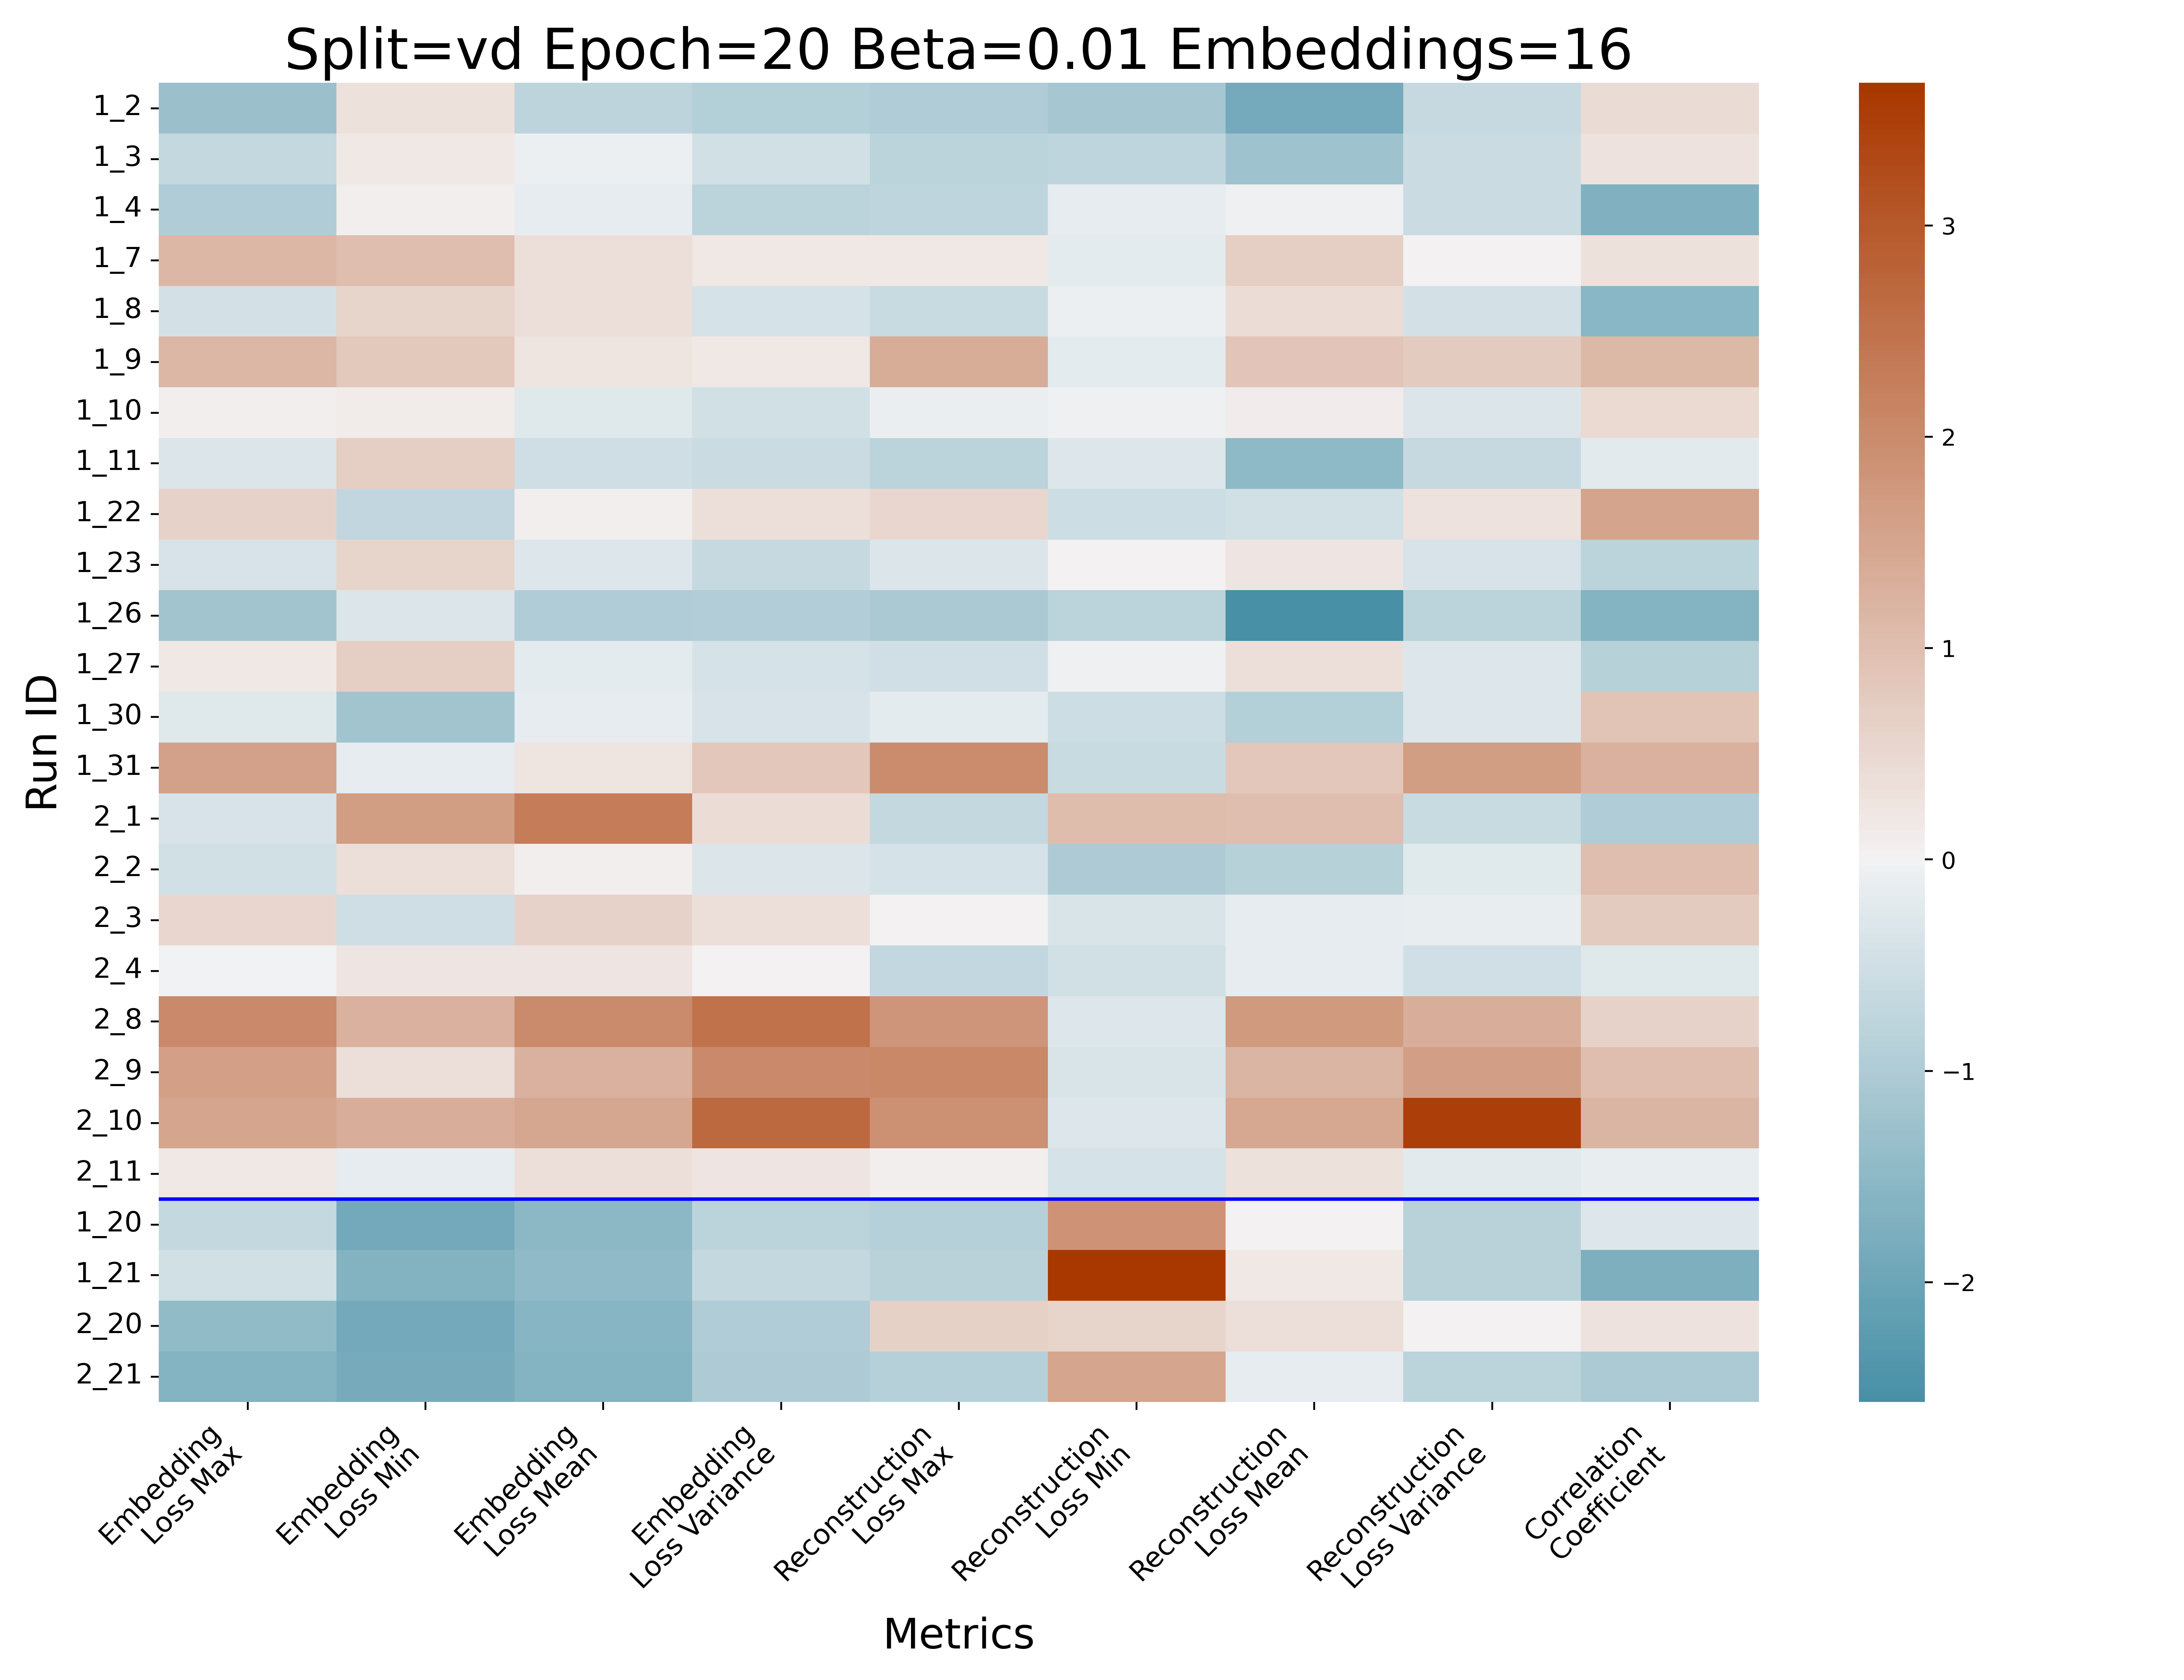 Split=vd Epoch=20 Beta=0.01 Embeddings=16
Run ID
1_2
1_3
1_4
1_7
1_8
1_9
1_10
1_11
1_22
1_23
1_26
1_27
1_30
1_31
2_1
2_2
2_3
2_4
2_8
2_9
2_10
2_11
1_20
1_21
2_20
2_21
Embedding
Loss Max
Embedding
Loss Min
Embedding
Loss Mean
Embedding
Loss Variance
Reconstruction
Loss Max
Reconstruction
Loss Min
Reconstruction
Loss Mean
Reconstruction
Loss Variance
Correlation
Coefficient
Metrics
3
2
1
0
−1
−2